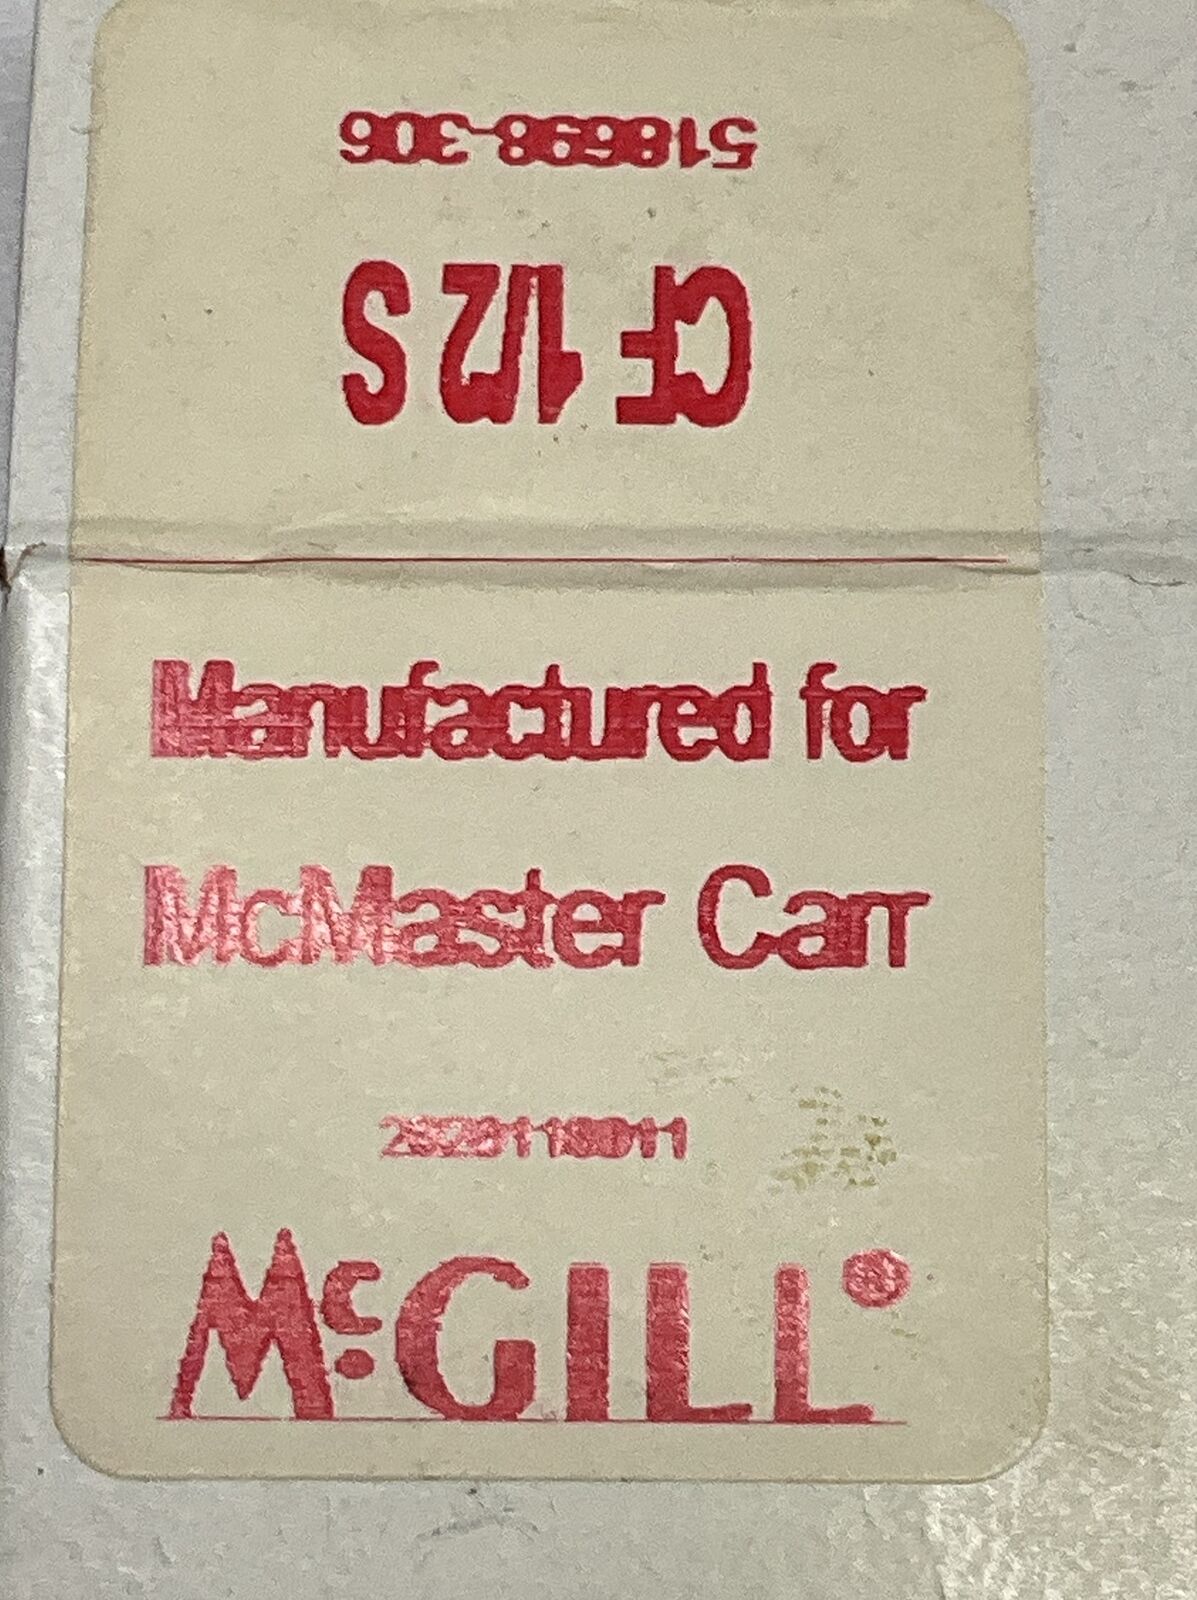 CF 1/2 S
518698-306
Manufactured for
McMaster Carr
McGILL®